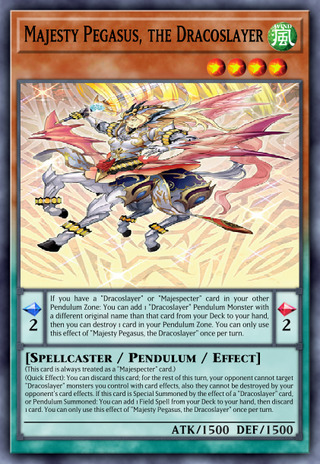 MAJESTY PEGASUS, THE DRACOSLAYER
WIND
風
If you have a "Dracoslayer" or "Majespecter" card in your other
Pendulum Zone: You can add 1 "Dracoslayer" Pendulum Monster with
a different original name than that card from your Deck to your hand,
then you can destroy 1 card in your Pendulum Zone. You can only use
this effect of "Majesty Pegasus, the Dracoslayer" once per turn.
2
2
[SPELLCASTER / PENDULUM / EFFECT]
(This card is always treated as a "Majespecter" card.)
(Quick Effect): You can discard this card; for the rest of this turn, your opponent cannot target
"Dracoslayer" monsters you control with card effects, also they cannot be destroyed by your
opponent's card effects. If this card is Special Summoned by the effect of a "Dracoslayer" card,
or Pendulum Summoned: You can add 1 Field Spell from your Deck to your hand, then discard
1 card. You can only use this effect of "Majesty Pegasus, the Dracoslayer" once per turn.
ATK/1500 DEF/1500